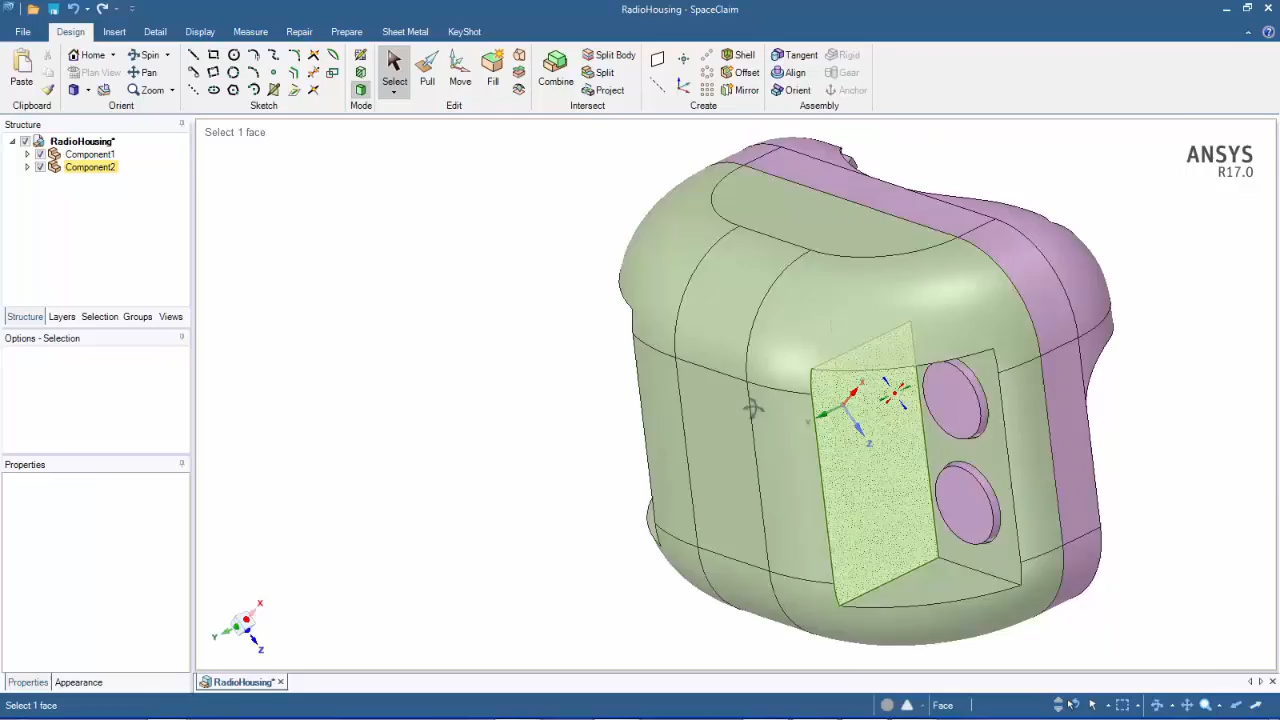 RadioHousing* - SpaceClaim
File Design Insert Detail Display Measure Repair Prepare Sheet Metal KeyShot
Home Spin Shell Tangent Rigid
Split Body
Paste Plan View Pan Select Pull Move Fill Combine Split Offset Align Gear
Zoom Project Mirror Orient Anchor
Clipboard Orient Sketch Mode Edit Intersect Create Assembly
Structure
Select 1 face
RadioHousing*
Component1
Component2
ANSYS
R17.0
Structure Layers Selection Groups Views
Options - Selection
X
Y
Z
Properties
X
Y
Z
Properties Appearance
RadioHousing*
Select 1 face
Face